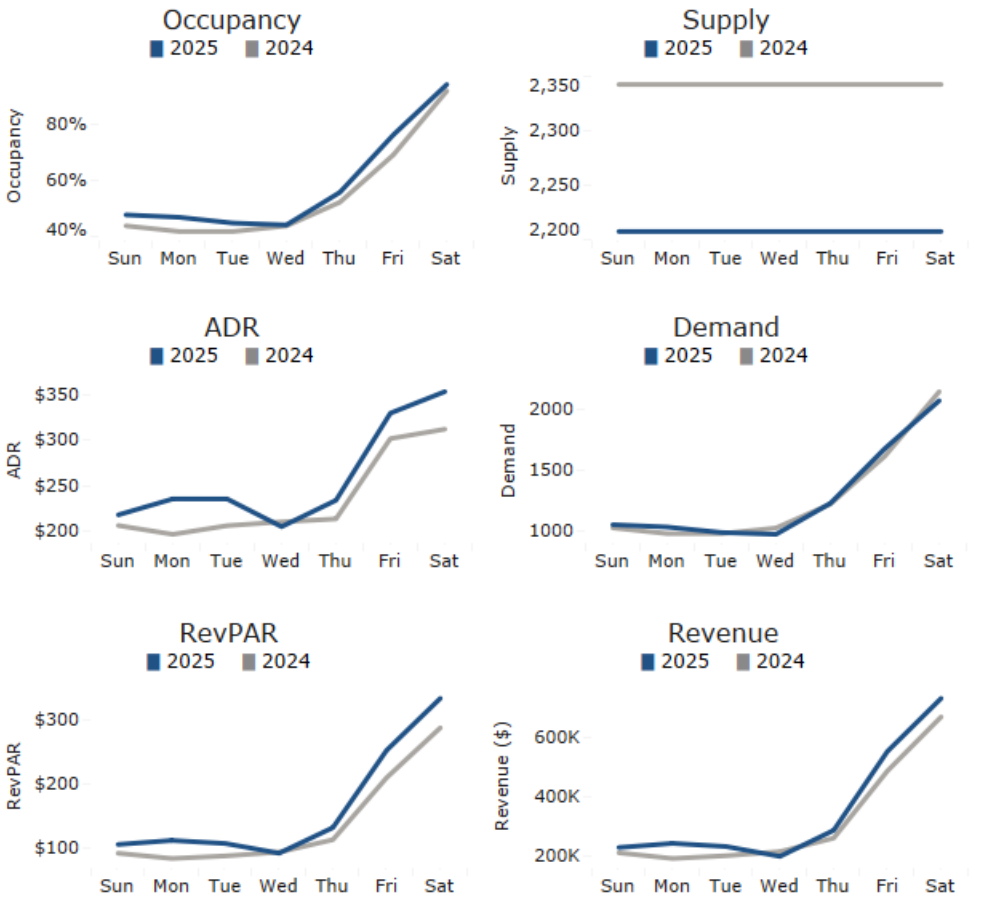 Occupancy
2025 2024
Occupancy
80%
60%
40%
Sun Mon Tue Wed Thu Fri Sat
Supply
2025 2024
Supply
2,350
2,300
2,250
2,200
Sun Mon Tue Wed Thu Fri Sat
ADR
2025 2024
ADR
$350
$300
$250
$200
Sun Mon Tue Wed Thu Fri Sat
Demand
2025 2024
Demand
2000
1500
1000
Sun Mon Tue Wed Thu Fri Sat
RevPAR
2025 2024
RevPAR
$300
$200
$100
Sun Mon Tue Wed Thu Fri Sat
Revenue
2025 2024
Revenue ($)
600K
400K
200K
Sun Mon Tue Wed Thu Fri Sat